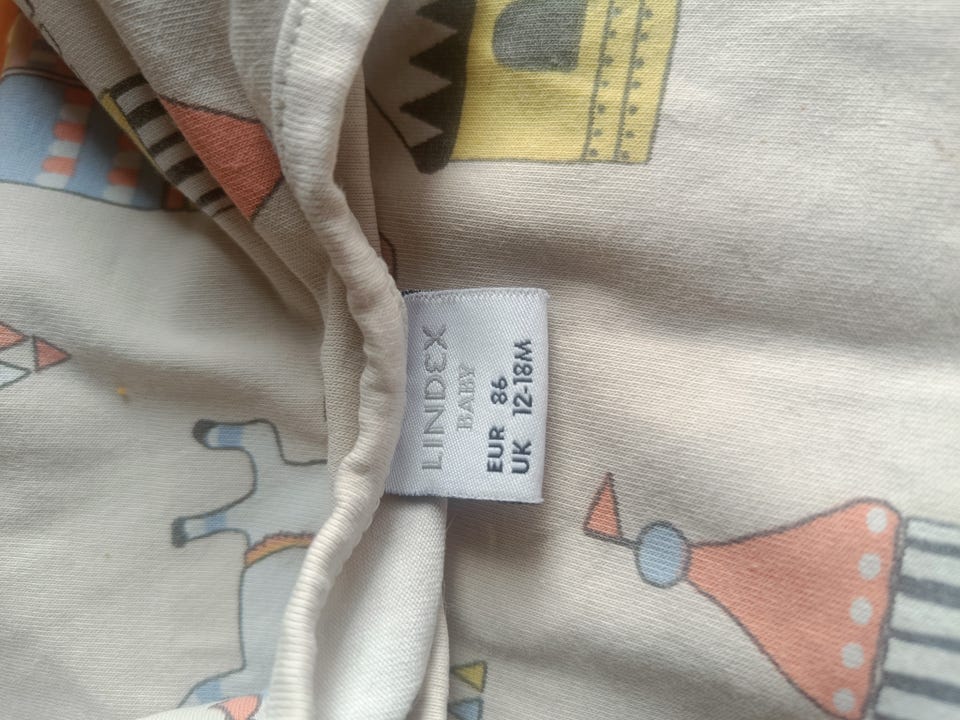 LINDEX
BABY
EUR 86
UK 12-18M